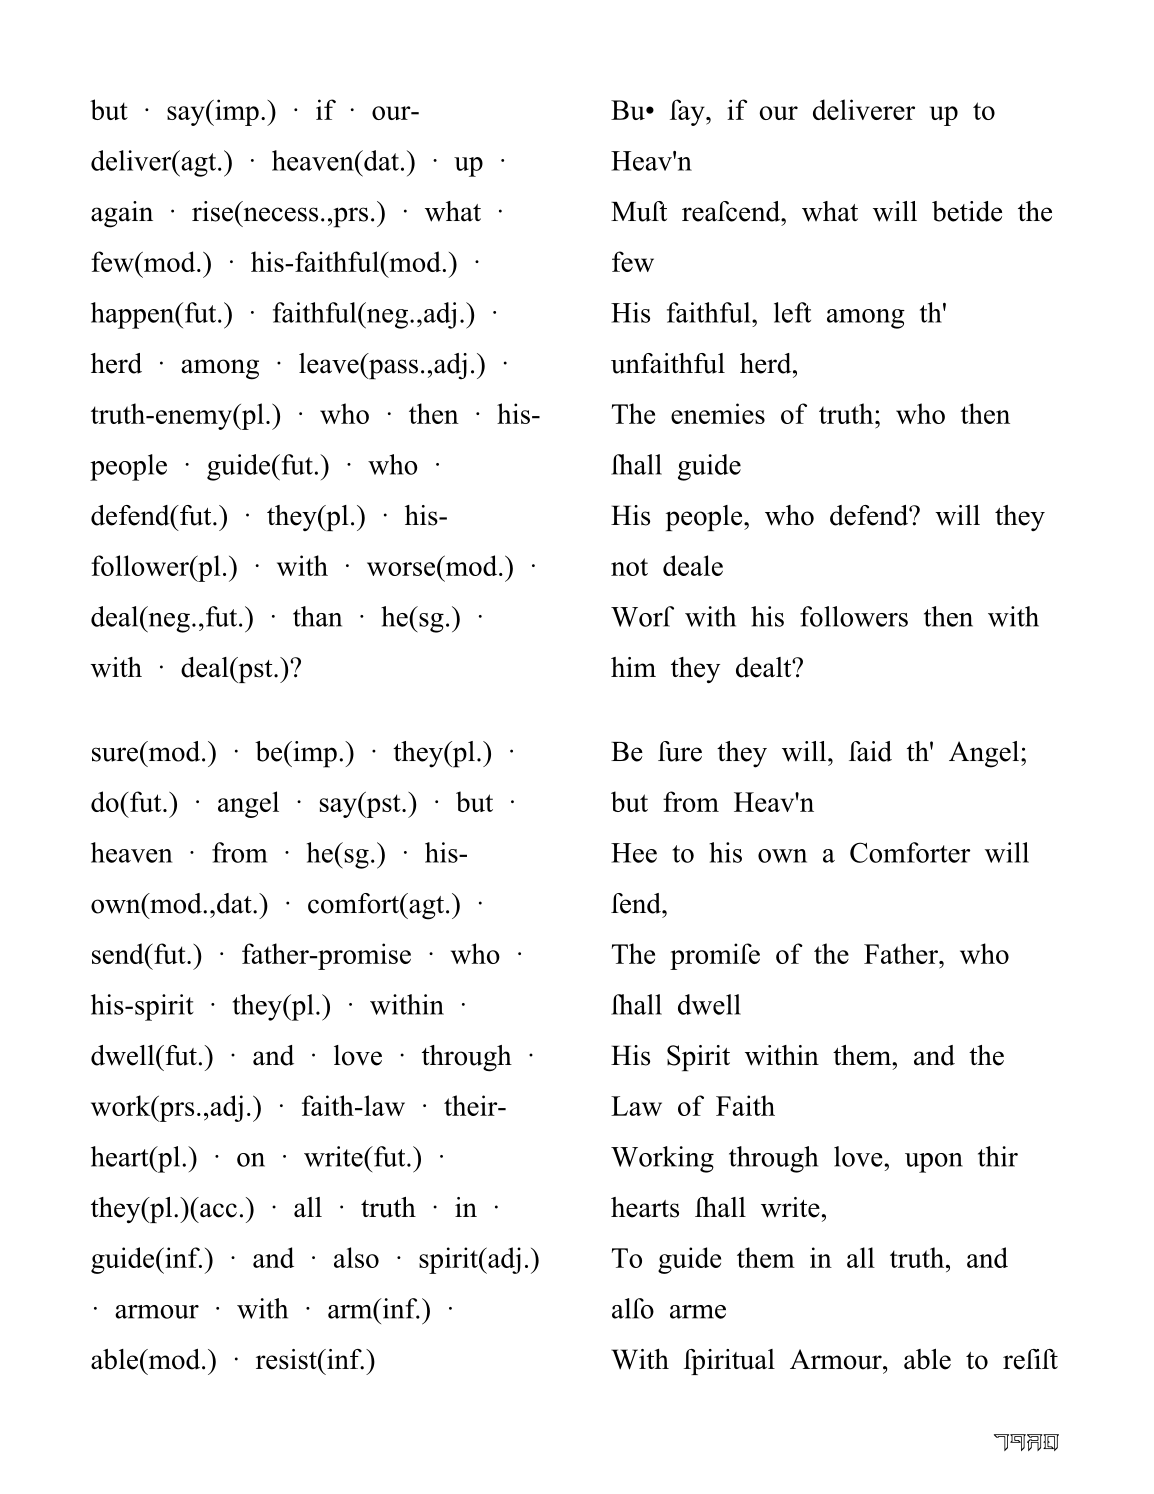 but · say(imp.) · if · our-
deliver(agt.) · heaven(dat.) · up ·
again · rise(necess.,prs.) · what ·
few(mod.) · his-faithful(mod.) ·
happen(fut.) · faithful(neg.,adj.) ·
herd · among · leave(pass.,adj.) ·
truth-enemy(pl.) · who · then · his-
people · guide(fut.) · who ·
defend(fut.) · they(pl.) · his-
follower(pl.) · with · worse(mod.) ·
deal(neg.,fut.) · than · he(sg.) ·
with · deal(pst.)?
sure(mod.) · be(imp.) · they(pl.) ·
do(fut.) · angel · say(pst.) · but ·
heaven · from · he(sg.) · his-
own(mod.,dat.) · comfort(agt.) ·
send(fut.) · father-promise · who ·
his-spirit · they(pl.) · within ·
dwell(fut.) · and · love · through ·
work(prs.,adj.) · faith-law · their-
heart(pl.) · on · write(fut.) ·
they(pl.)(acc.) · all · truth · in ·
guide(inf.) · and · also · spirit(adj.)
· armour · with · arm(inf.) ·
able(mod.) · resist(inf.)
Bu• ſay, if our deliverer up to
Heav'n
Muſt reaſcend, what will betide the
few
His faithful, left among th'
unfaithful herd,
The enemies of truth; who then
ſhall guide
His people, who defend? will they
not deale
Worſ with his followers then with
him they dealt?
Be ſure they will, ſaid th' Angel;
but from Heav'n
Hee to his own a Comforter will
ſend,
The promiſe of the Father, who
ſhall dwell
His Spirit within them, and the
Law of Faith
Working through love, upon thir
hearts ſhall write,
To guide them in all truth, and
alſo arme
With ſpiritual Armour, able to reſiſt